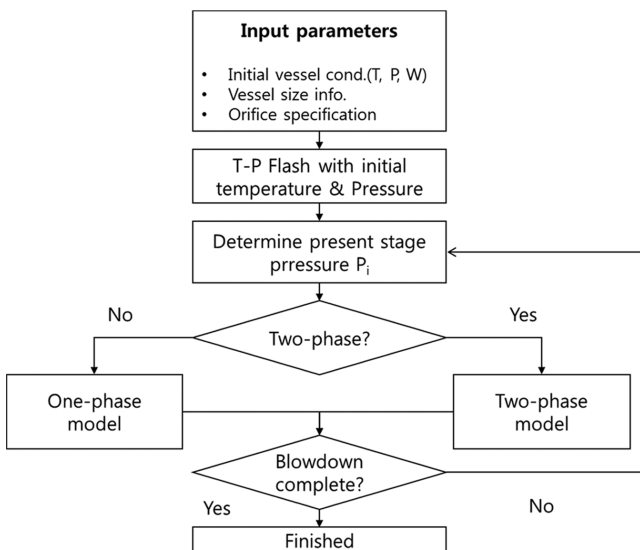 Input parameters
• Initial vessel cond.(T, P, W)
• Vessel size info.
• Orifice specification
T-P Flash with initial
temperature & Pressure
Determine present stage
prressure Pi
No
Yes
Two-phase?
One-phase
model
Two-phase
model
Blowdown
complete?
Yes
No
Finished